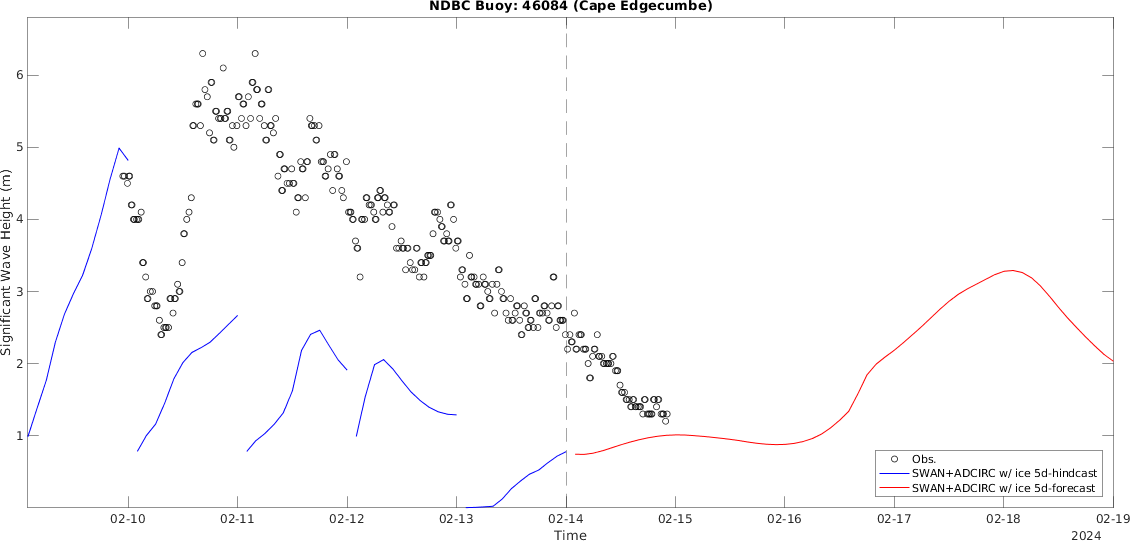 NDBC Buoy: 46084 (Cape Edgecumbe)
Significant Wave Height (m)
6
5
4
3
2
1
Obs.
SWAN+ADCIRC w/ ice 5d-hindcast
SWAN+ADCIRC w/ ice 5d-forecast
02-10 02-11 02-12 02-13 02-14 02-15 02-16 02-17 02-18 02-19
Time
2024